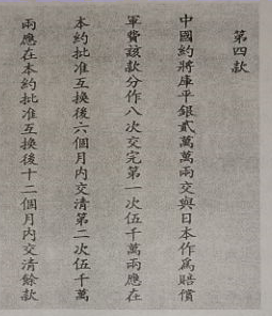 第四款
中國約將庫平銀貳萬萬兩交與日本作爲賠償
軍費該款分作八次交完第一次伍千萬兩應在
本約批准互換後六個月內交清第二次伍千萬
兩應在本約批准互換後十二個月內交清餘款